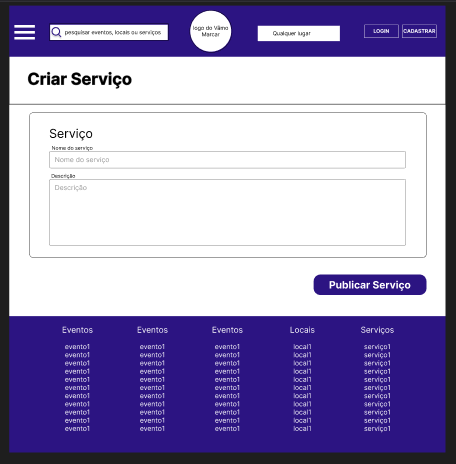 pesquisar eventos, locais ou serviços
logo do Vâmo
Marcar
Qualquer lugar
LOGIN
CADASTRAR
Criar Serviço
Serviço
Nome do serviço
Nome do serviço
Descrição
Descrição
Publicar Serviço
Eventos Eventos Eventos Locais Serviços
evento1 evento1 evento1 local1 serviço1
evento1 evento1 evento1 local1 serviço1
evento1 evento1 evento1 local1 serviço1
evento1 evento1 evento1 local1 serviço1
evento1 evento1 evento1 local1 serviço1
evento1 evento1 evento1 local1 serviço1
evento1 evento1 evento1 local1 serviço1
evento1 evento1 evento1 local1 serviço1
evento1 evento1 evento1 local1 serviço1
evento1 evento1 evento1 local1 serviço1
evento1 evento1 evento1 local1 serviço1